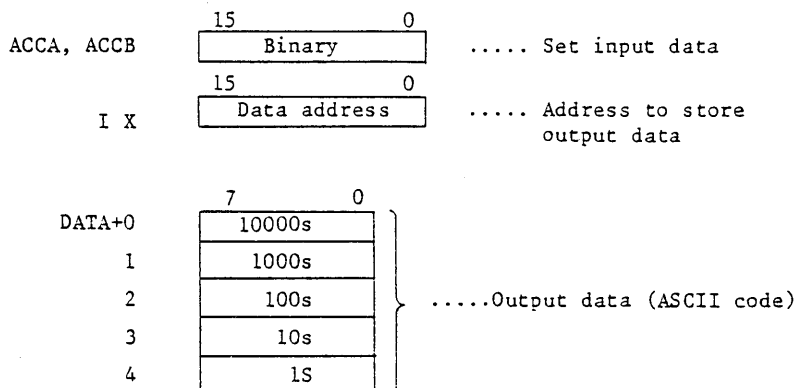 15 0
ACCA, ACCB Binary ..... Set input data
15 0
I X Data address ..... Address to store
output data
7 0
DATA+0 10000s
1 1000s
2 100s
3 10s
4 1S
.....Output data (ASCII code)